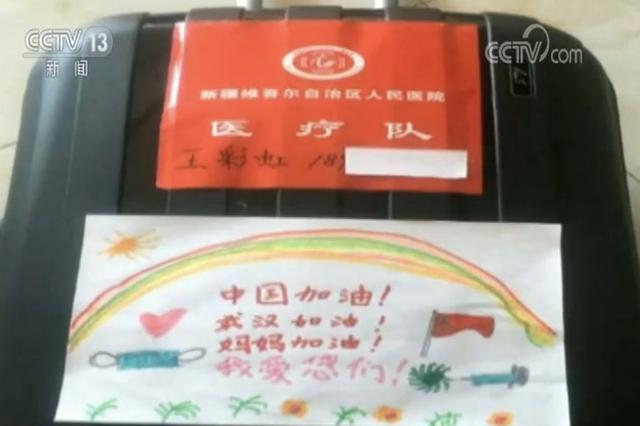 CCTV 13
新闻
CCTV.com
新疆维吾尔自治区人民医院
医疗队
王彩虹 189
中国加油！
武汉加油！
妈妈加油！
我爱您们！